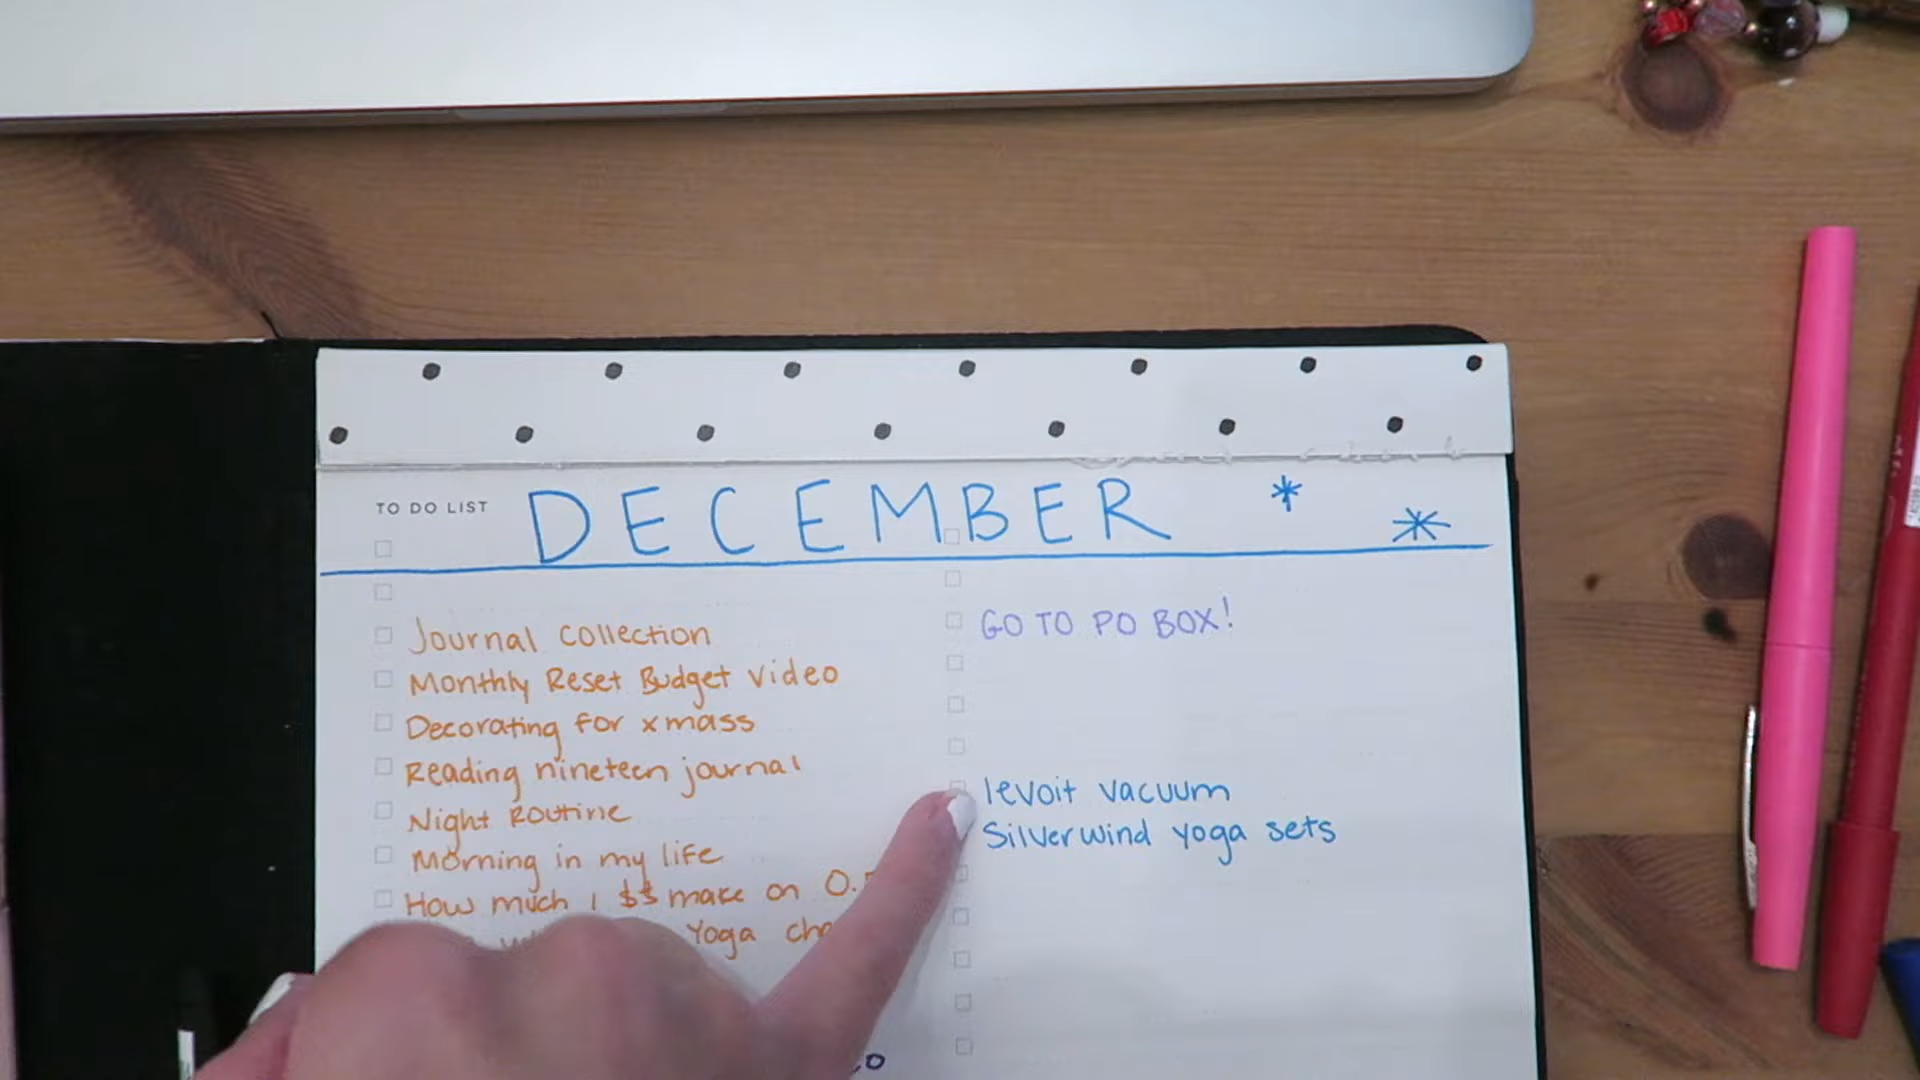 TO DO LIST
DECEMBER
Journal Collection
Monthly Reset Budget Video
Decorating for xmass
Reading nineteen journal
Night Routine
Morning in my life
How much I $$ make on
Yoga
GO TO PO BOX!
levoit vacuum
Silverwind yoga sets